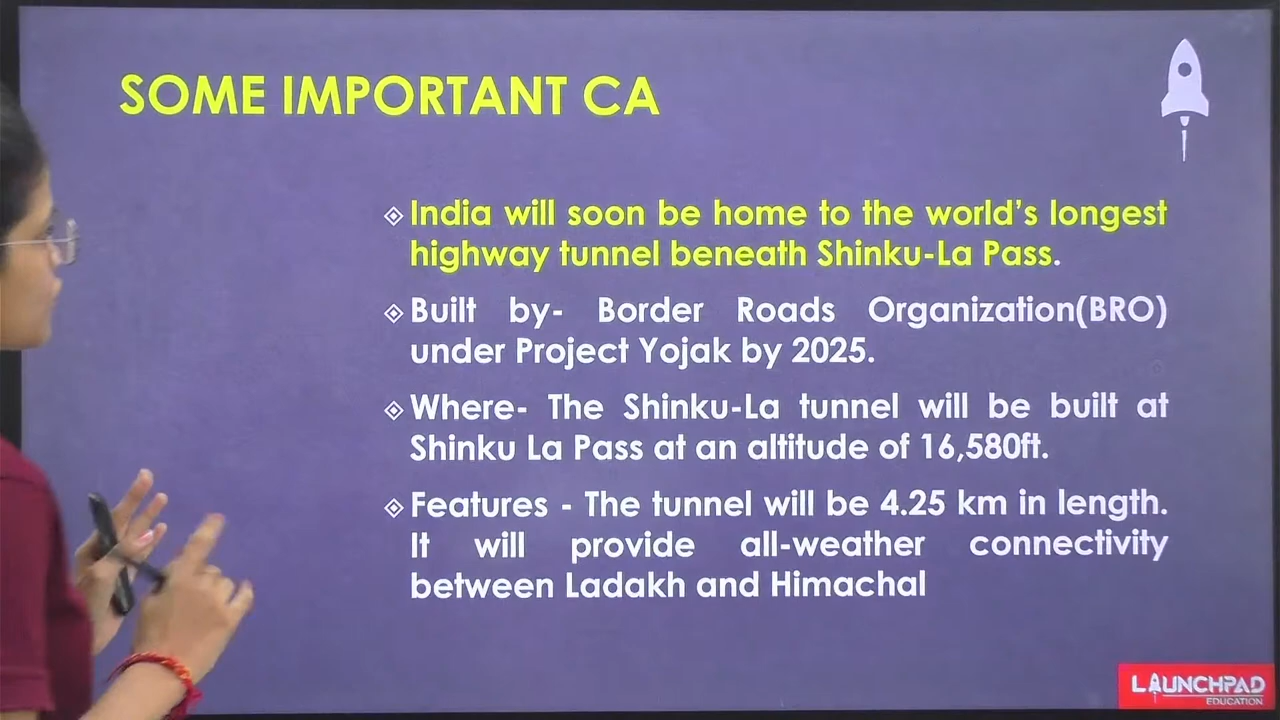 SOME IMPORTANT CA
India will soon be home to the world's longest
highway tunnel beneath Shinku-La Pass.
Built by- Border Roads Organization(BRO)
under Project Yojak by 2025.
Where- The Shinku-La tunnel will be built at
Shinku La Pass at an altitude of 16,580ft.
Features - The tunnel will be 4.25 km in length.
It will provide all-weather connectivity
between Ladakh and Himachal
LAUNCHPAD
EDUCATION